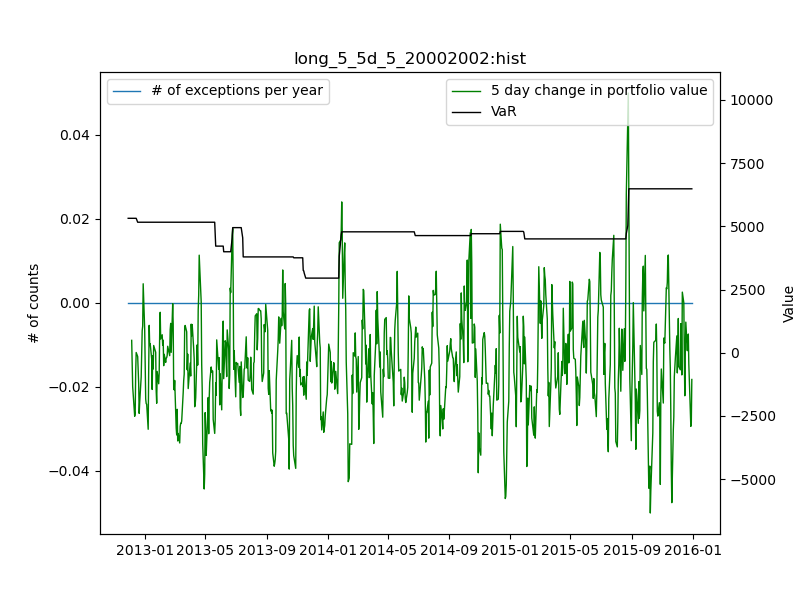 long_5_5d_5_20002002:hist
# of exceptions per year
5 day change in portfolio value
VaR
# of counts
0.04
0.02
0.00
−0.02
−0.04
10000
7500
5000
2500
0
−2500
−5000
Value
2013-01 2013-05 2013-09 2014-01 2014-05 2014-09 2015-01 2015-05 2015-09 2016-01